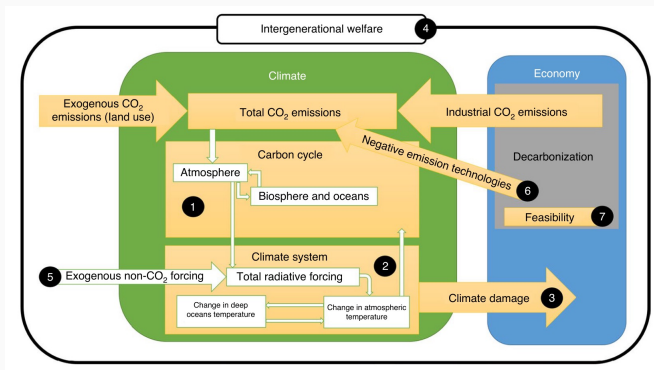 Intergenerational welfare 4
Climate
Economy
Exogenous CO₂
emissions (land use)
Total CO₂ emissions
Industrial CO₂ emissions
Carbon cycle
Negative emission technologies 6
Decarbonization
Atmosphere
Biosphere and oceans
1
Feasibility 7
Climate system
2
5 Exogenous non-CO₂ forcing
Total radiative forcing
Climate damage 3
Change in deep
oceans temperature
Change in atmospheric
temperature